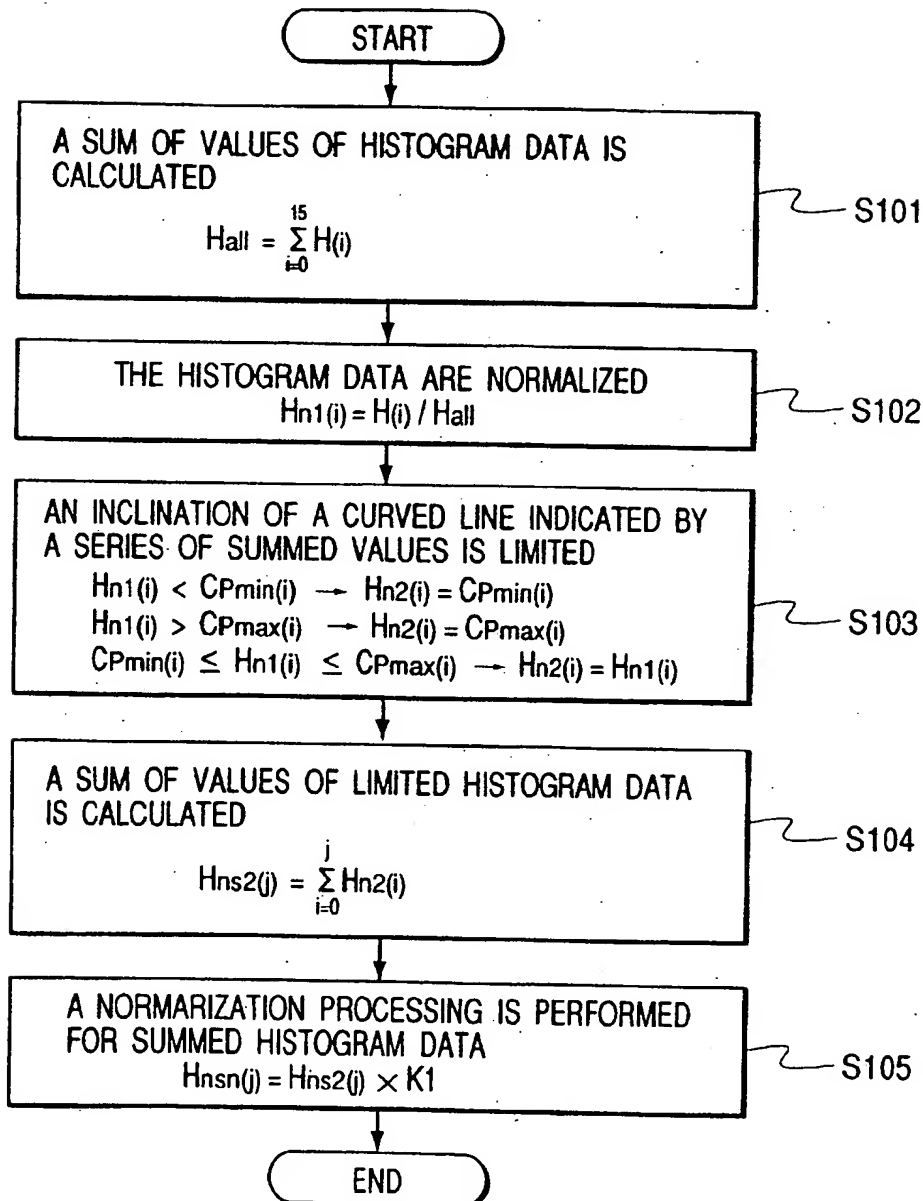 START
A SUM OF VALUES OF HISTOGRAM DATA IS
CALCULATED
Hall = Σ H(i)
15
i=0
S101
THE HISTOGRAM DATA ARE NORMALIZED
Hn1(i) = H(i) / Hall
S102
AN INCLINATION OF A CURVED LINE INDICATED BY
A SERIES OF SUMMED VALUES IS LIMITED
Hn1(i) < CPmin(i) → Hn2(i) = CPmin(i)
Hn1(i) > CPmax(i) → Hn2(i) = CPmax(i)
CPmin(i) ≤ Hn1(i) ≤ CPmax(i) → Hn2(i) = Hn1(i)
S103
A SUM OF VALUES OF LIMITED HISTOGRAM DATA
IS CALCULATED
Hns2(j) = Σ Hn2(i)
j
i=0
S104
A NORMARIZATION PROCESSING IS PERFORMED
FOR SUMMED HISTOGRAM DATA
Hnsn(j) = Hns2(j) × K1
S105
END